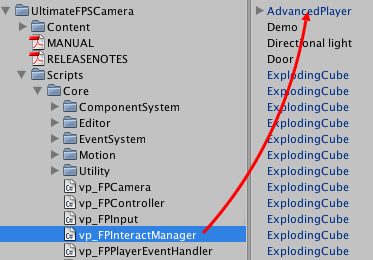 UltimateFPSCamera
Content
MANUAL
RELEASENOTES
Scripts
Core
ComponentSystem
Editor
EventSystem
Motion
Utility
vp_FPCamera
vp_FPController
vp_FPInput
vp_FPInteractManager
vp_FPPlayerEventHandler
AdvancedPlayer
Demo
Directional light
Door
ExplodingCube
ExplodingCube
ExplodingCube
ExplodingCube
ExplodingCube
ExplodingCube
ExplodingCube
ExplodingCube
ExplodingCube
ExplodingCube
ExplodingCube
ExplodingCube